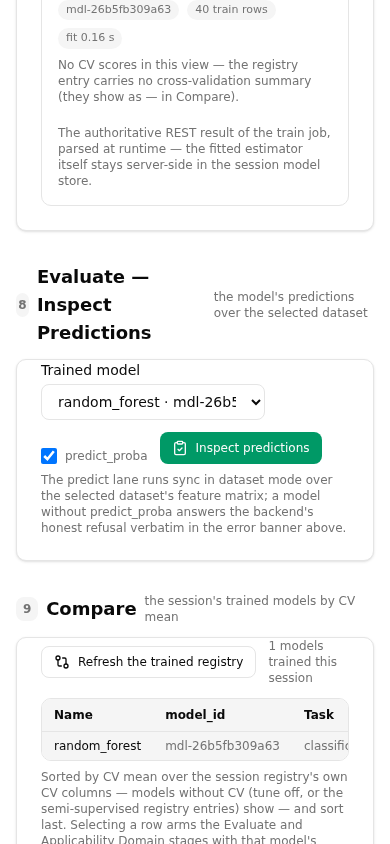 mdl-26b5fb309a63
40 train rows
fit 0.16 s
No CV scores in this view — the registry
entry carries no cross-validation summary
(they show as — in Compare).
The authoritative REST result of the train job,
parsed at runtime — the fitted estimator
itself stays server-side in the session model
store.
8
Evaluate —
Inspect
Predictions
the model's predictions
over the selected dataset
Trained model
random_forest · mdl-26b5
predict_proba
Inspect predictions
The predict lane runs sync in dataset mode over
the selected dataset's feature matrix; a model
without predict_proba answers the backend's
honest refusal verbatim in the error banner above.
9
Compare
the session's trained models by CV
mean
Refresh the trained registry
1 models
trained this
session
Name model_id Task
random_forest mdl-26b5fb309a63 classific
Sorted by CV mean over the session registry's own
CV columns — models without CV (tune off, or the
semi-supervised registry entries) show — and sort
last. Selecting a row arms the Evaluate and
Applicability Domain stages with that model's